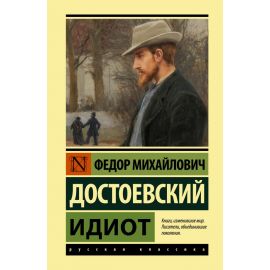 N
ФЕДОР МИХАЙЛОВИЧ
ДОСТОЕВСКИЙ
ИДИОТ
Книги, изменившие мир.
Писатели, объединившие
поколения.
русская классика